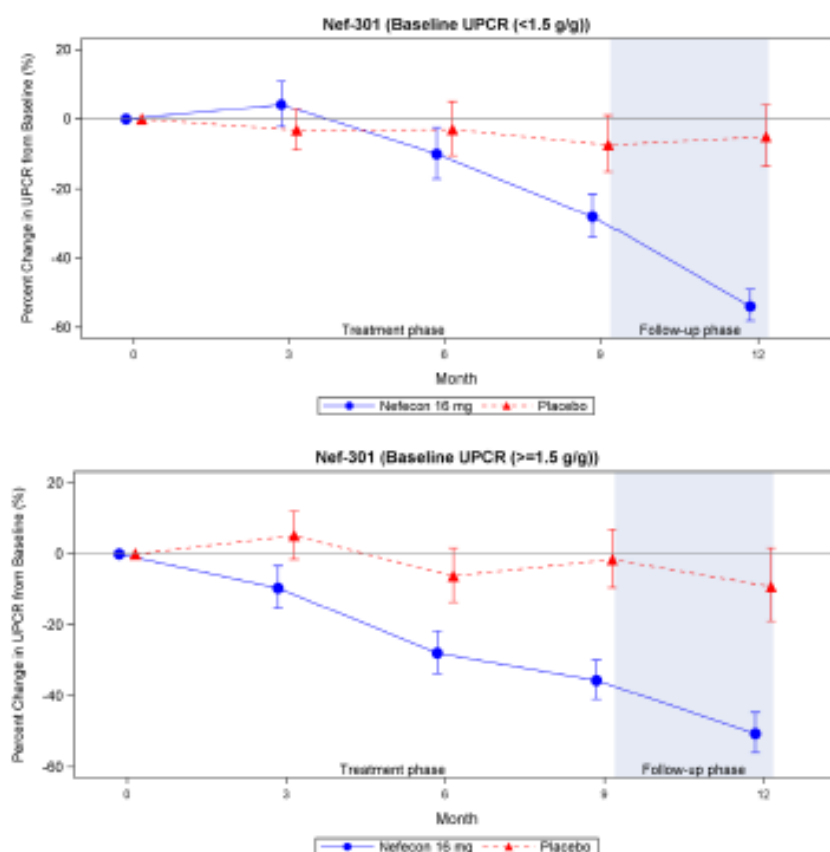 Nef-301 (Baseline UPCR (<1.5 g/g))
Percent Change in UPCR from Baseline (%)
20
0
-20
-40
-60
Treatment phase
Follow-up phase
0 3 6 9 12
Month
Nefecon 16 mg Placebo
Nef-301 (Baseline UPCR (>=1.5 g/g))
Percent Change in UPCR from Baseline (%)
20
0
-20
-40
-60
Treatment phase
Follow-up phase
0 3 6 9 12
Month
Nefecon 16 mg Placebo